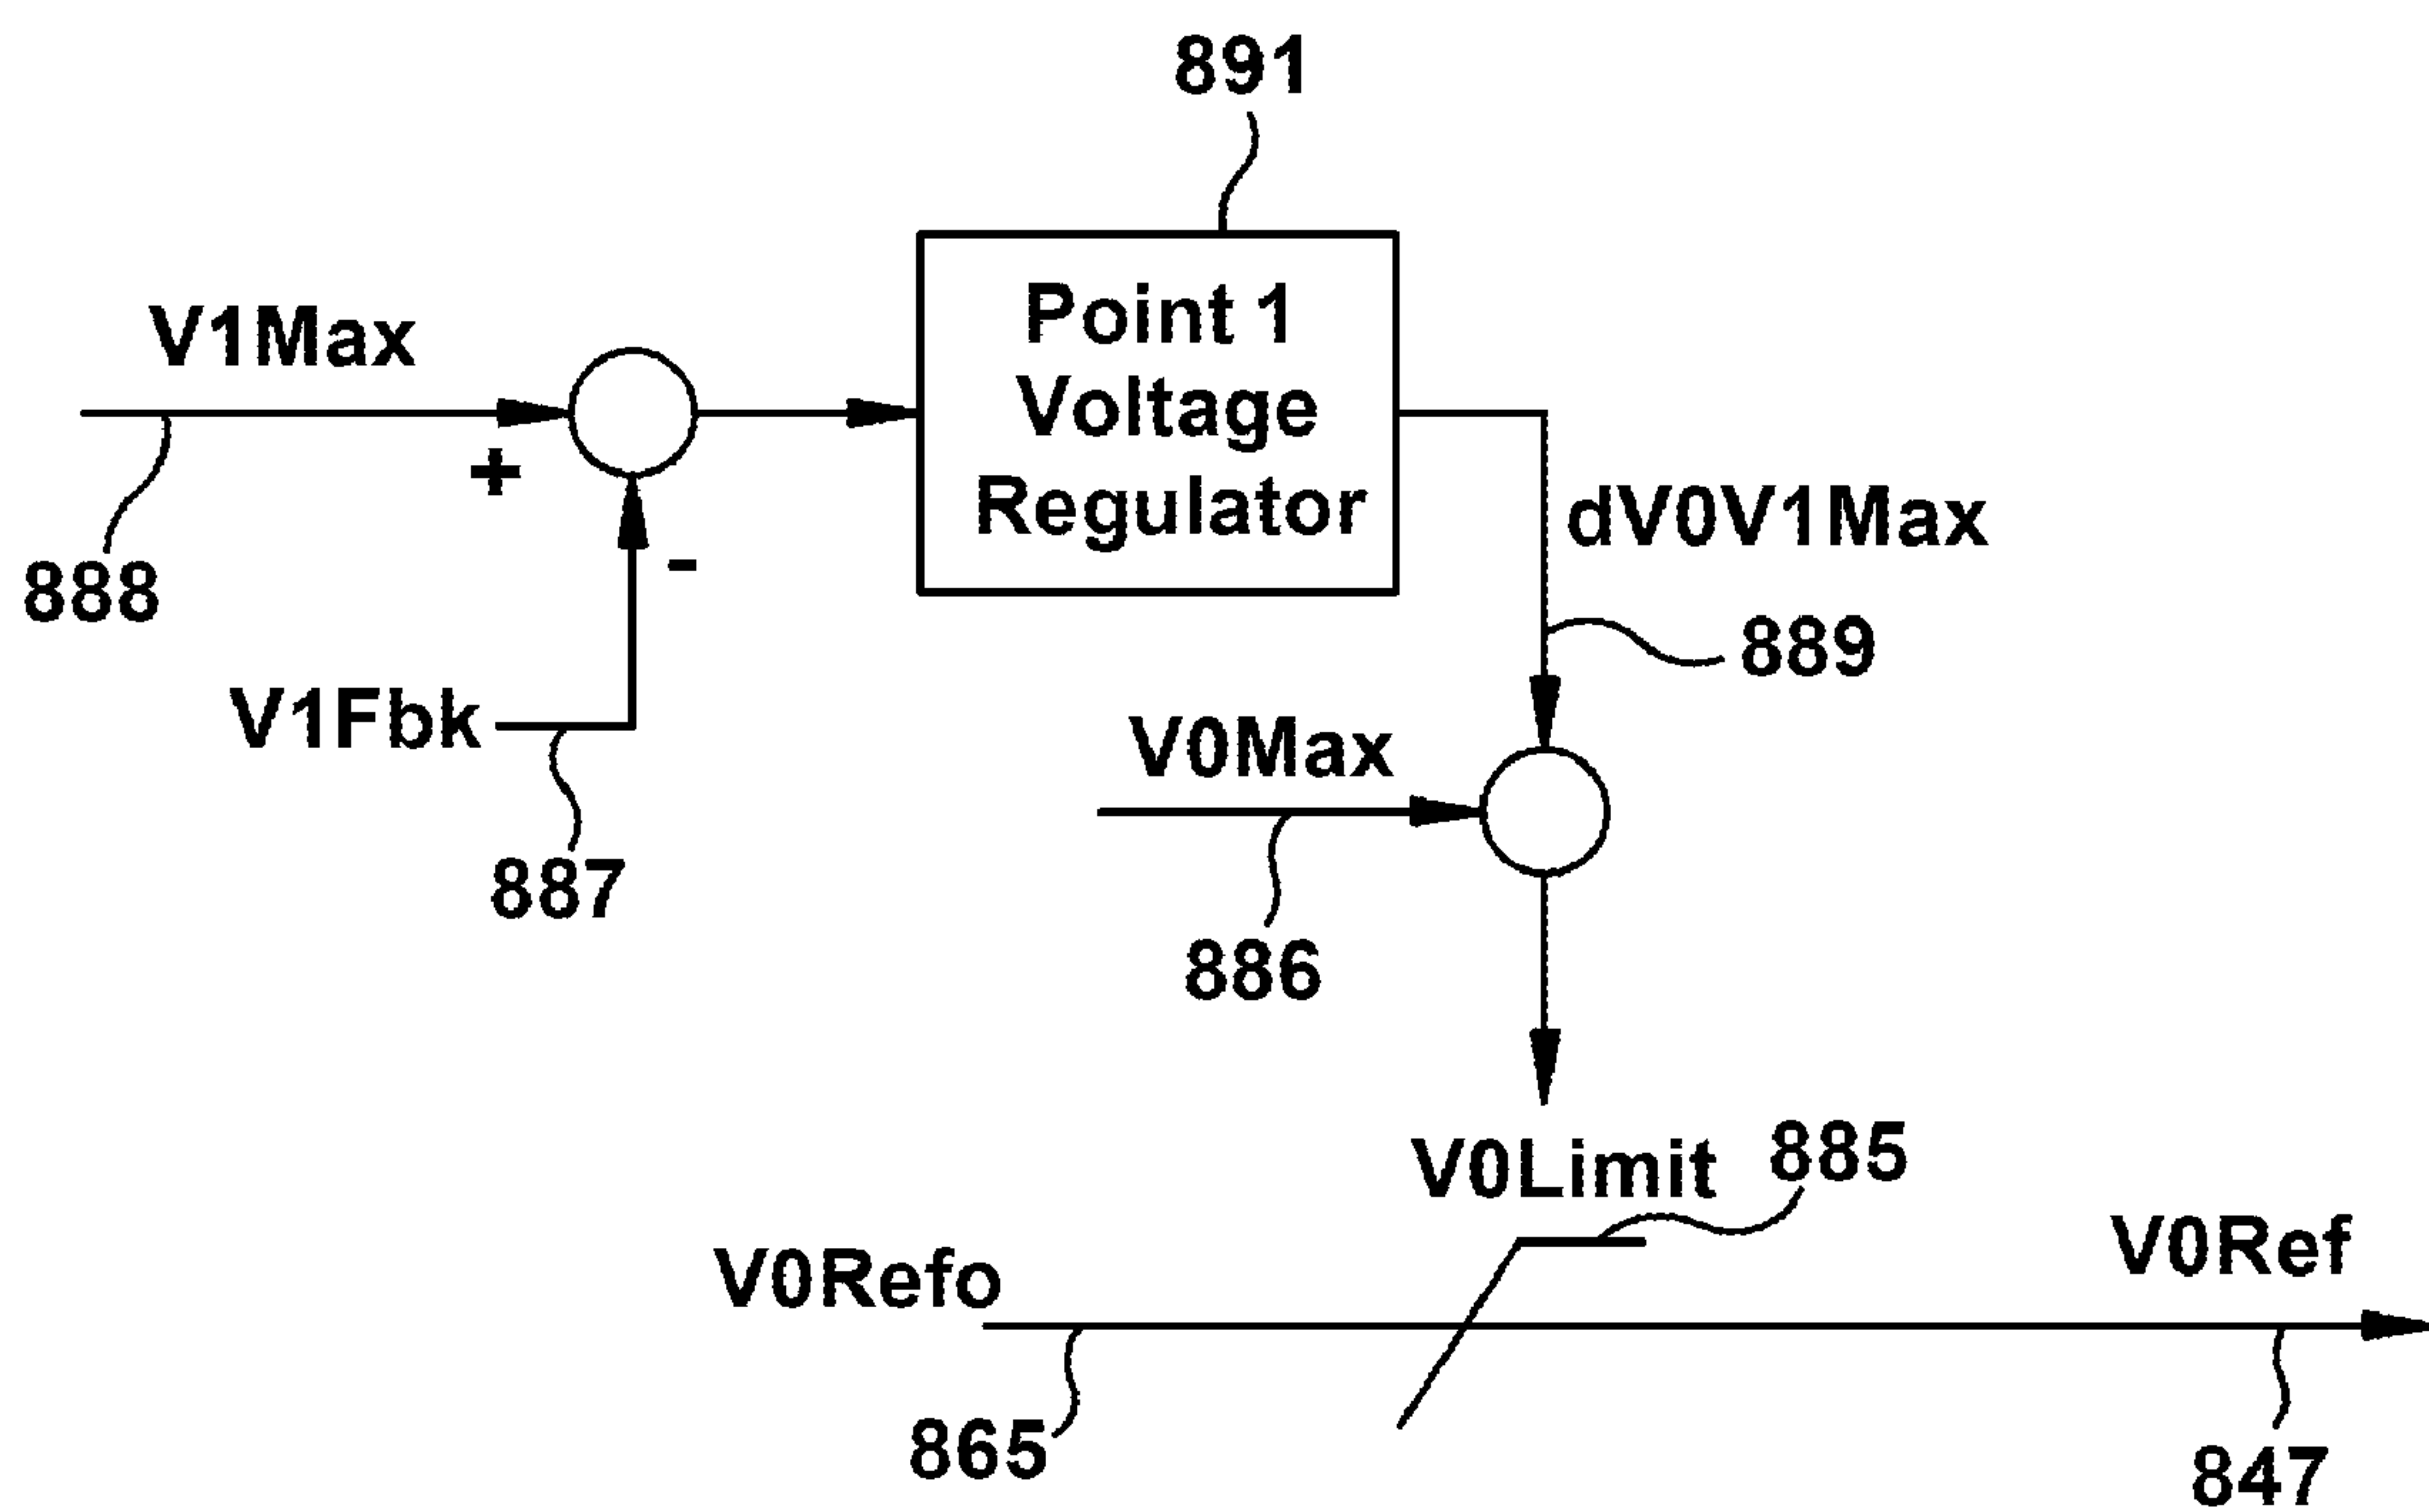 891
V1Max
Point 1
Voltage
Regulator
+
-
888
dV0V1Max
889
V1Fbk
V0Max
887
886
V0Limit
885
V0Refo
V0Ref
865
847